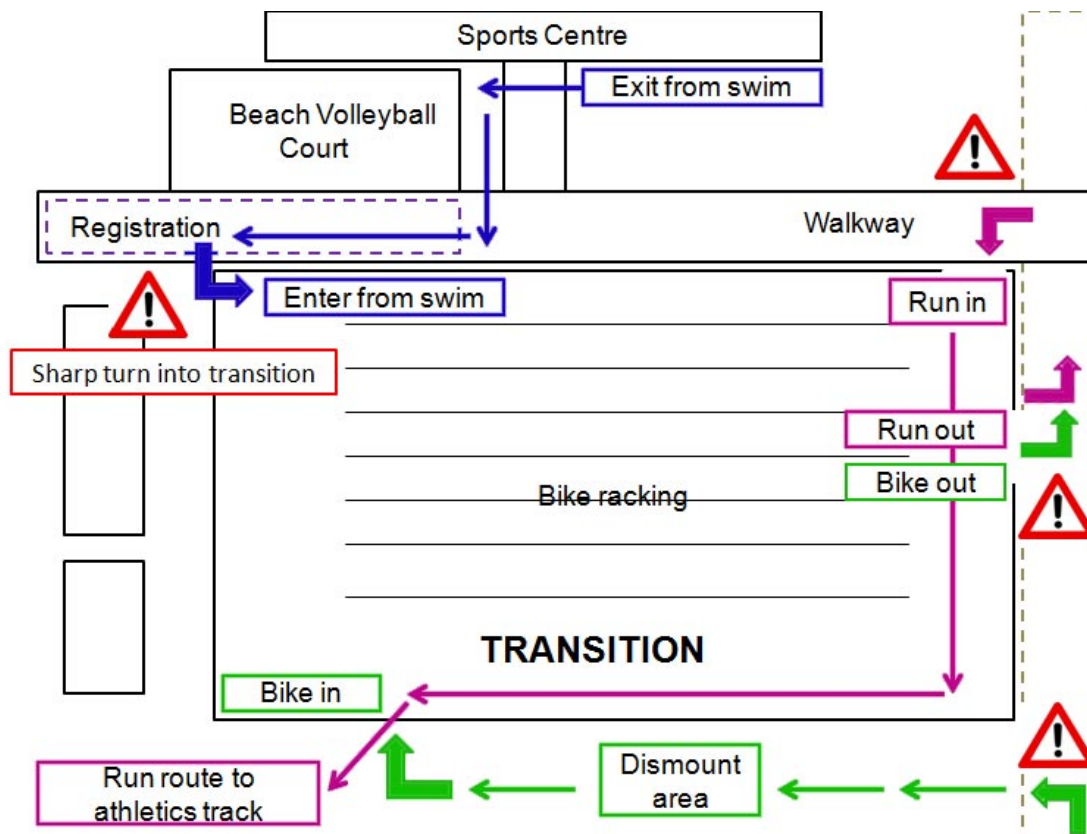 Sports Centre
Exit from swim
Beach Volleyball
Court
!
Registration
Walkway
Enter from swim
Run in
!
Sharp turn into transition
Run out
Bike out
Bike racking
!
TRANSITION
Bike in
!
Run route to
athletics track
Dismount
area